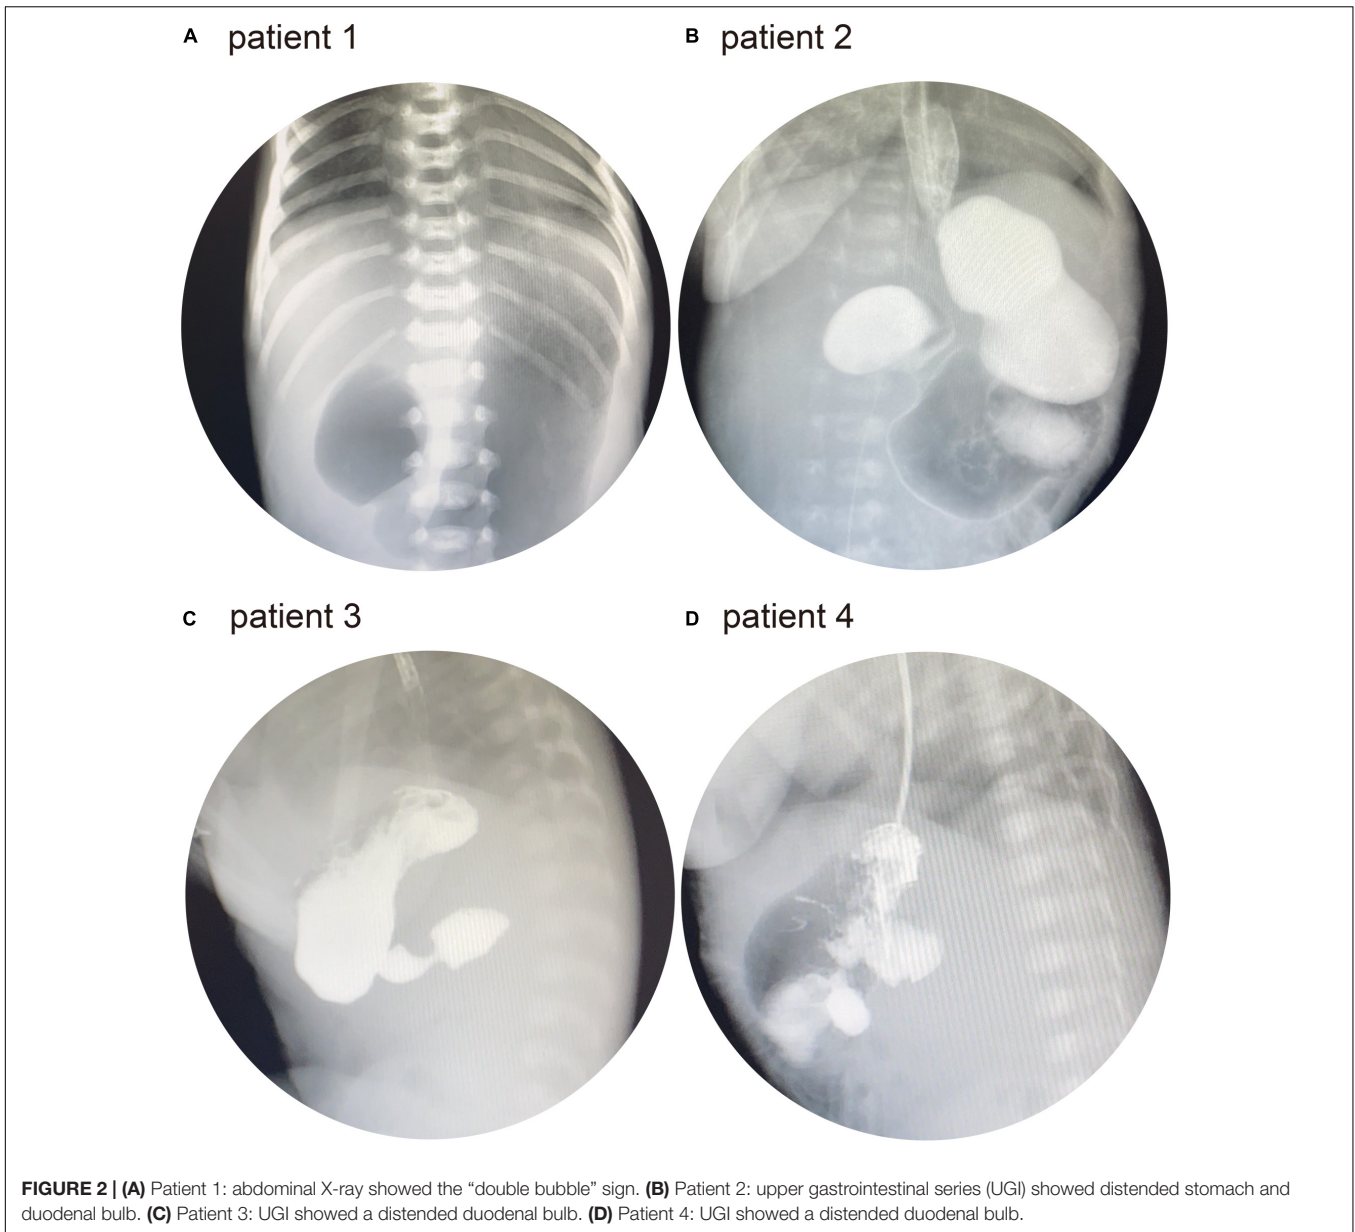 A patient 1
B patient 2
C patient 3
D patient 4
FIGURE 2 | (A) Patient 1: abdominal X-ray showed the “double bubble” sign. (B) Patient 2: upper gastrointestinal series (UGI) showed distended stomach and
duodenal bulb. (C) Patient 3: UGI showed a distended duodenal bulb. (D) Patient 4: UGI showed a distended duodenal bulb.